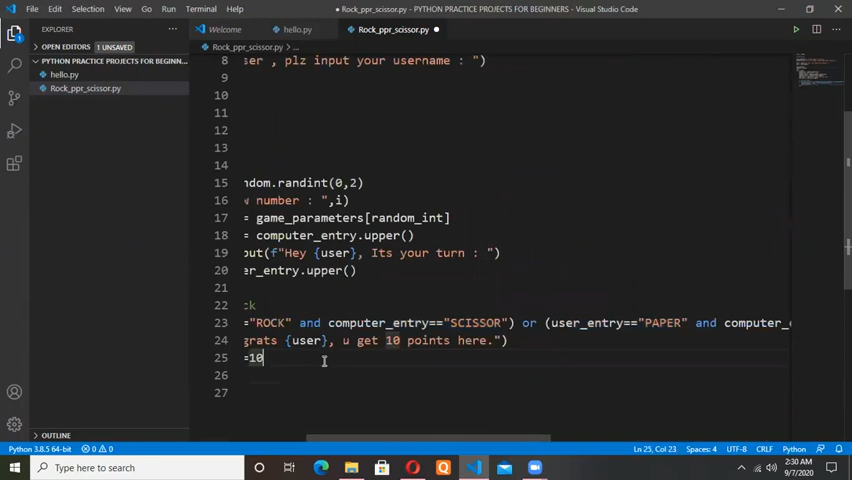 File Edit Selection View Go Run Terminal Help
● Rock_ppr_scissor.py - PYTHON PRACTICE PROJECTS FOR BEGINNERS - Visual Studio Code
EXPLORER ...
Welcome hello.py Rock_ppr_scissor.py ●
OPEN EDITORS 1 UNSAVED
Rock_ppr_scissor.py > ...
PYTHON PRACTICE PROJECTS FOR BEGINN...
hello.py
Rock_ppr_scissor.py
1
8 ser , plz input your username : ")
9
10
11
12
13
14
15 ndom.randint(0,2)
16 w number : ",i)
17 = game_parameters[random_int]
18 = computer_entry.upper()
19 put(f"Hey {user}, Its your turn : ")
20 er_entry.upper()
21
22 ck
23 ="ROCK" and computer_entry=="SCISSOR") or (user_entry=="PAPER" and computer_e
24 grats {user}, u get 10 points here.")
25 =10
26
27
OUTLINE
Python 3.8.5 64-bit 0 0
Ln 25, Col 23 Spaces: 4 UTF-8 CRLF Python
Type here to search
2:30 AM
9/7/2020